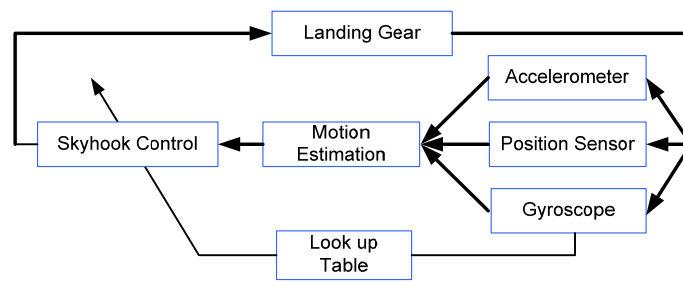 Landing Gear
Accelerometer
Skyhook Control
Motion
Estimation
Position Sensor
Gyroscope
Look up
Table